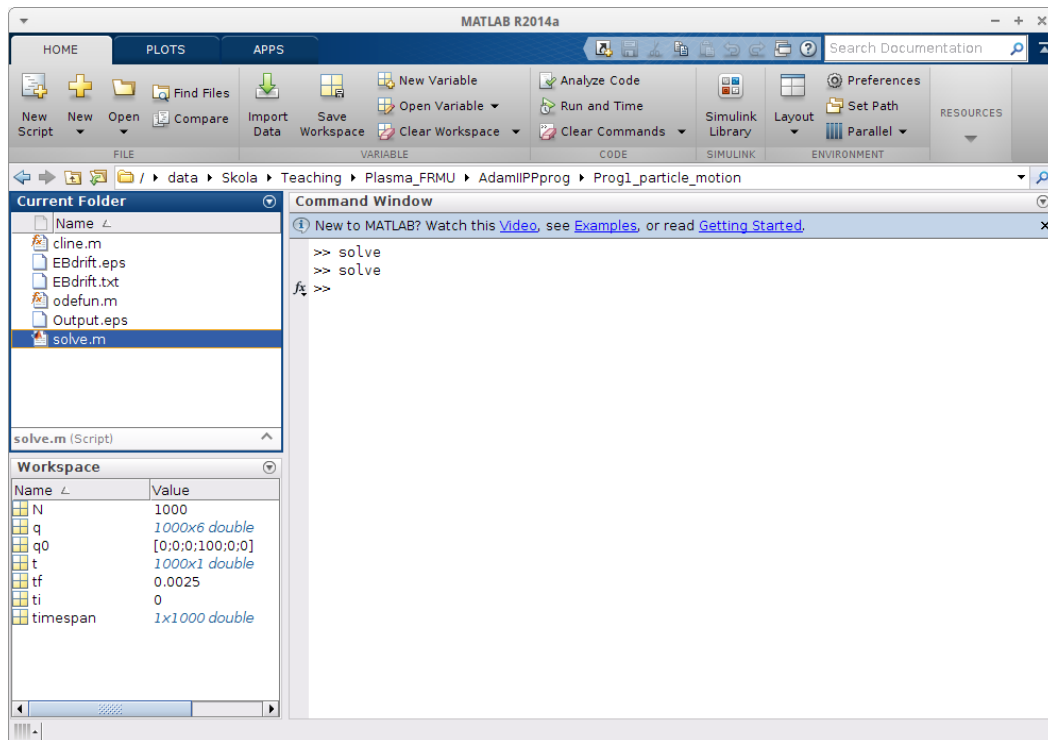 MATLAB R2014a
HOME PLOTS APPS Search Documentation
New Script New Open Find Files Compare Import Data Save Workspace New Variable Open Variable Clear Workspace Analyze Code Run and Time Clear Commands Simulink Library Layout Preferences Set Path Parallel RESOURCES
FILE VARIABLE CODE SIMULINK ENVIRONMENT
/ data Skola Teaching Plasma_FRMU AdamIIPPprog Prog1_particle_motion
Current Folder
Name
cline.m
EBdrift.eps
EBdrift.txt
odefun.m
Output.eps
solve.m
solve.m (Script)
Workspace
Name Value
N 1000
q 1000x6 double
q0 [0;0;0;100;0;0]
t 1000x1 double
tf 0.0025
ti 0
timespan 1x1000 double
Command Window
New to MATLAB? Watch this Video, see Examples, or read Getting Started.
>> solve
>> solve
fx >>